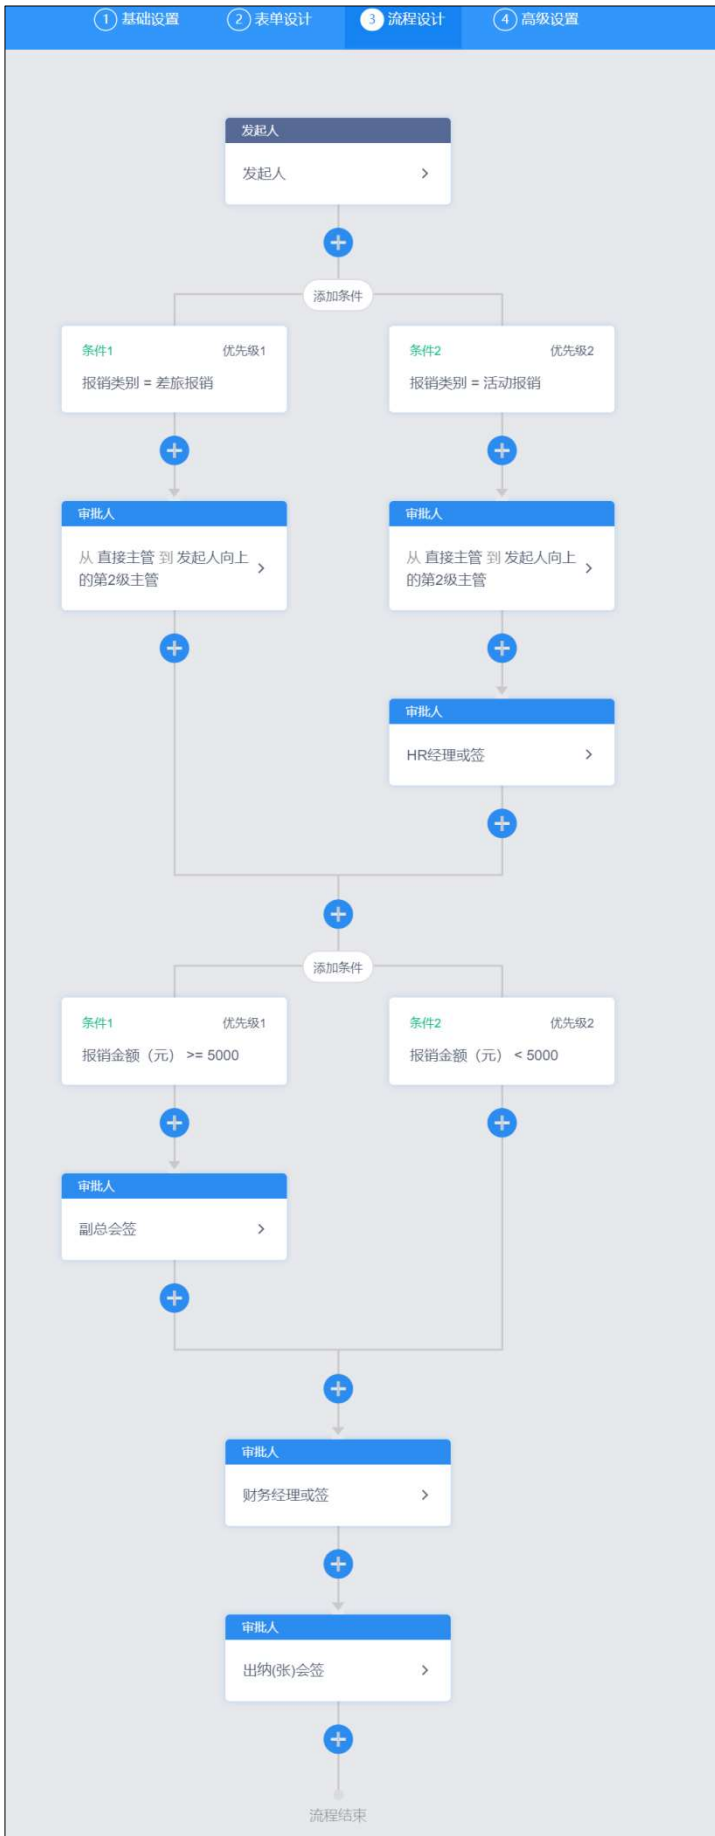 1 基础设置 2 表单设计 3 流程设计 4 高级设置
发起人
发起人
添加条件
条件1 优先级1
报销类别 = 差旅报销
条件2 优先级2
报销类别 = 活动报销
审批人
从 直接主管 到 发起人向上
的第2级主管
审批人
从 直接主管 到 发起人向上
的第2级主管
审批人
HR经理或签
添加条件
条件1 优先级1
报销金额（元） >= 5000
条件2 优先级2
报销金额（元） < 5000
审批人
副总会签
审批人
财务经理或签
审批人
出纳(张)会签
流程结束